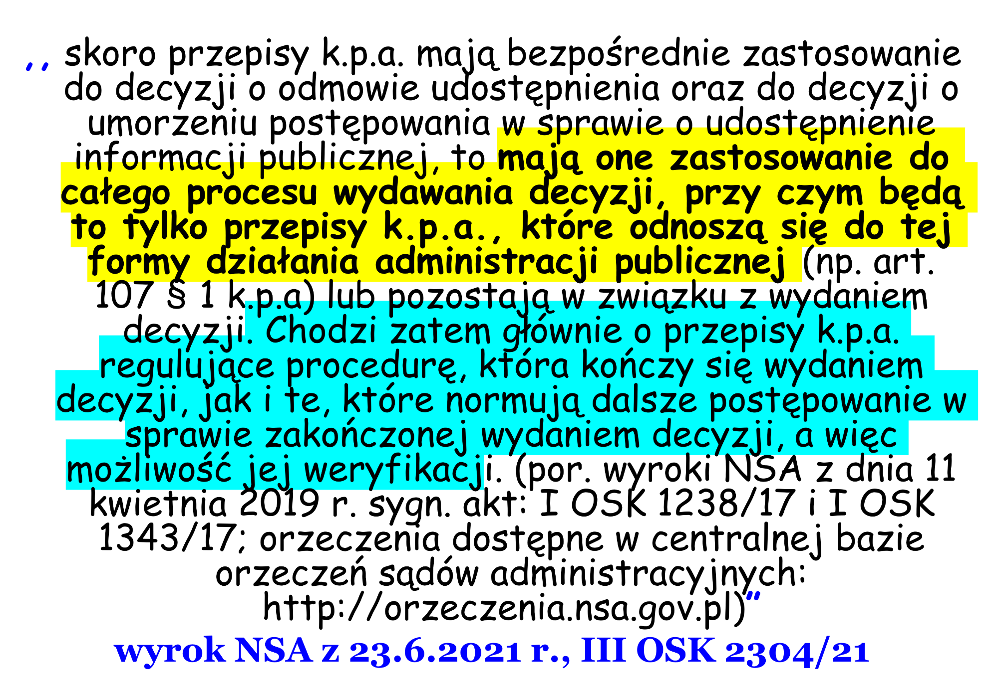 ,, skoro przepisy k.p.a. mają bezpośrednie zastosowanie
do decyzji o odmowie udostępnienia oraz do decyzji o
umorzeniu postępowania w sprawie o udostępnienie
informacji publicznej, to mają one zastosowanie do
całego procesu wydawania decyzji, przy czym będą
to tylko przepisy k.p.a., które odnoszą się do tej
formy działania administracji publicznej (np. art.
107 § 1 k.p.a) lub pozostają w związku z wydaniem
decyzji. Chodzi zatem głównie o przepisy k.p.a.
regulujące procedurę, która kończy się wydaniem
decyzji, jak i te, które normują dalsze postępowanie w
sprawie zakończonej wydaniem decyzji, a więc
możliwość jej weryfikacji. (por. wyroki NSA z dnia 11
kwietnia 2019 r. sygn. akt: I OSK 1238/17 i I OSK
1343/17; orzeczenia dostępne w centralnej bazie
orzeczeń sądów administracyjnych:
http://orzeczenia.nsa.gov.pl)”
wyrok NSA z 23.6.2021 r., III OSK 2304/21